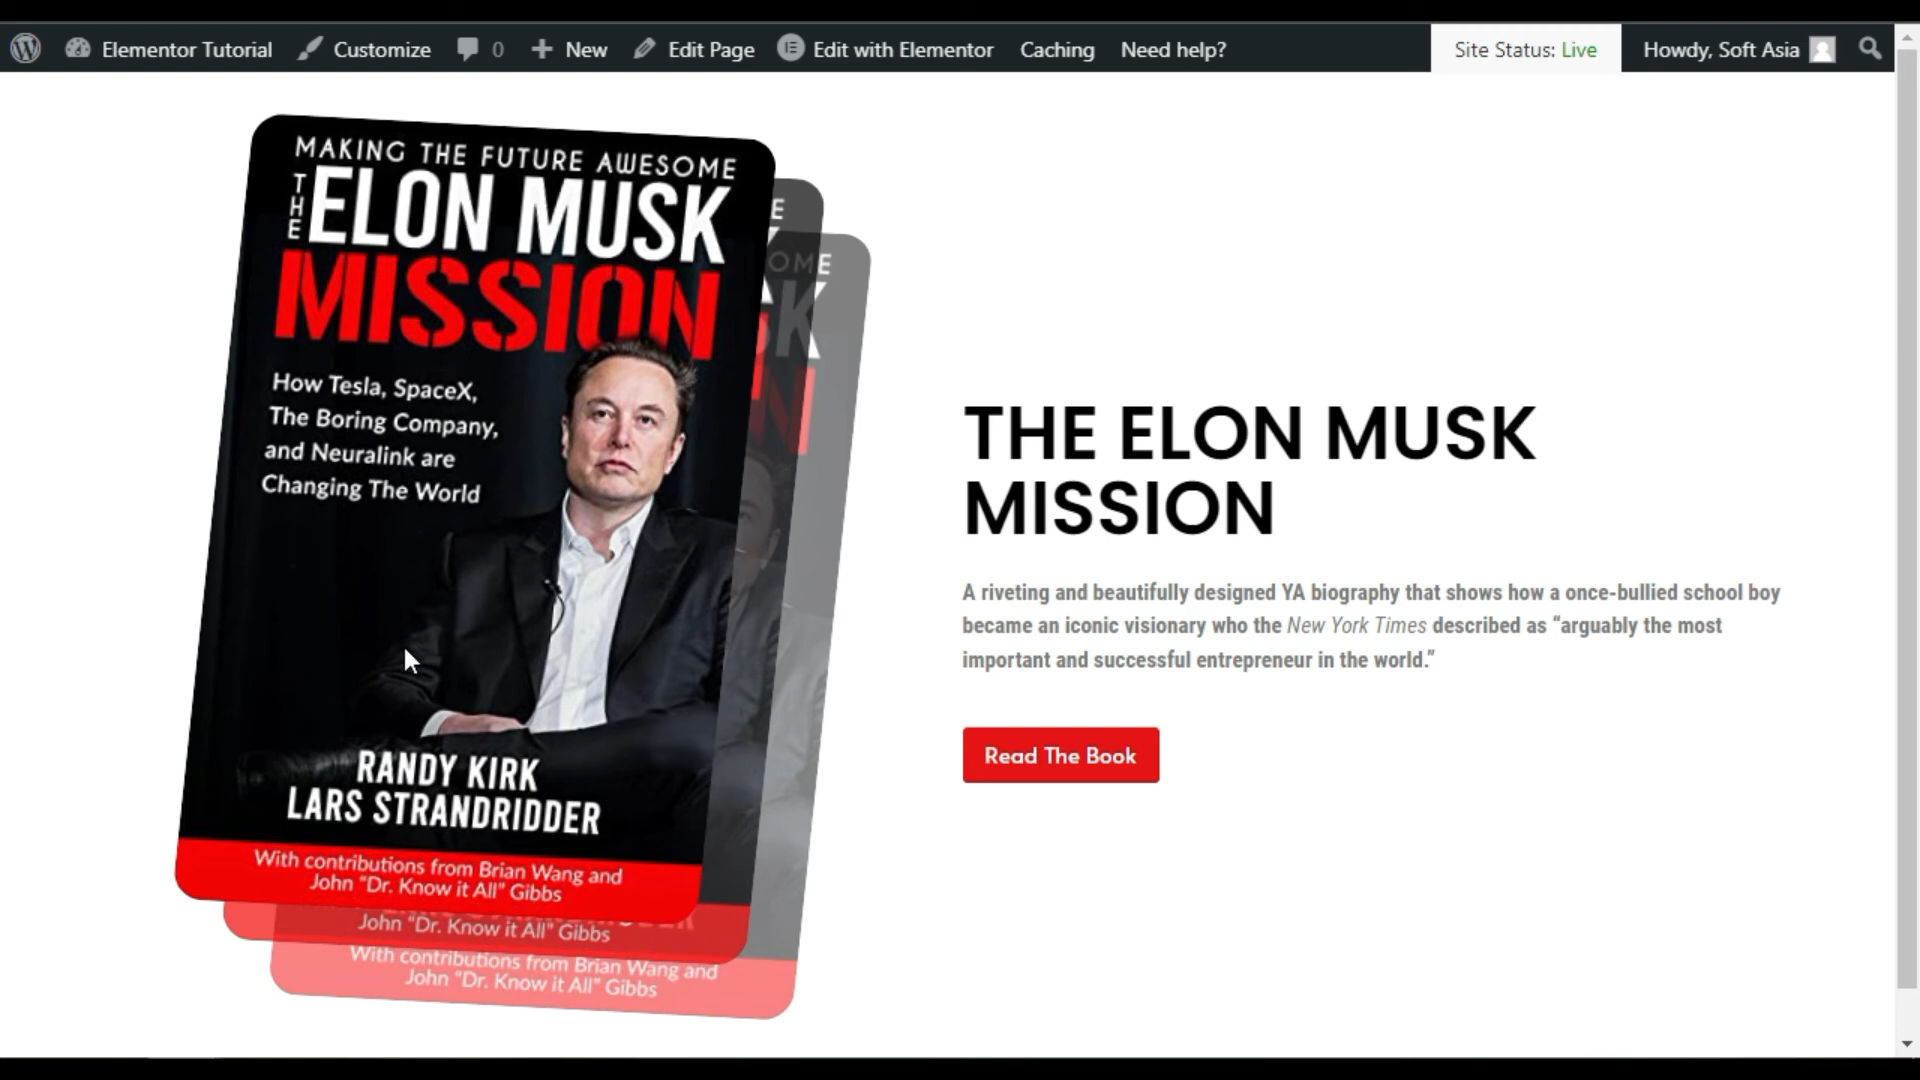 Elementor Tutorial Customize 0 New Edit Page Edit with Elementor Caching Need help? Site Status: Live Howdy, Soft Asia
MAKING THE FUTURE AWESOME
THE
ELON MUSK
MISSION
How Tesla, SpaceX,
The Boring Company,
and Neuralink are
Changing The World
RANDY KIRK
LARS STRANDRIDDER
With contributions from Brian Wang and
John “Dr. Know it All” Gibbs
John “Dr. Know it All” Gibbs
With contributions from Brian Wang and
John “Dr. Know it All” Gibbs
THE ELON MUSK
MISSION
A riveting and beautifully designed YA biography that shows how a once-bullied school boy
became an iconic visionary who the New York Times described as “arguably the most
important and successful entrepreneur in the world.”
Read The Book